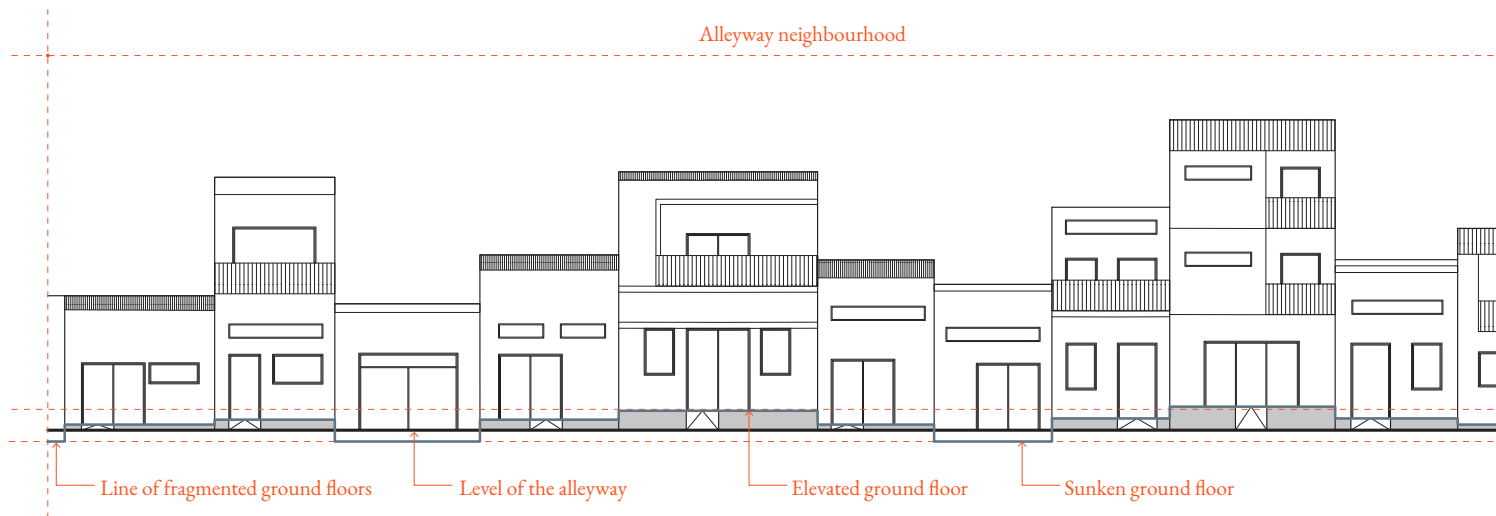 Alleyway neighbourhood
Line of fragmented ground floors
Level of the alleyway
Elevated ground floor
Sunken ground floor